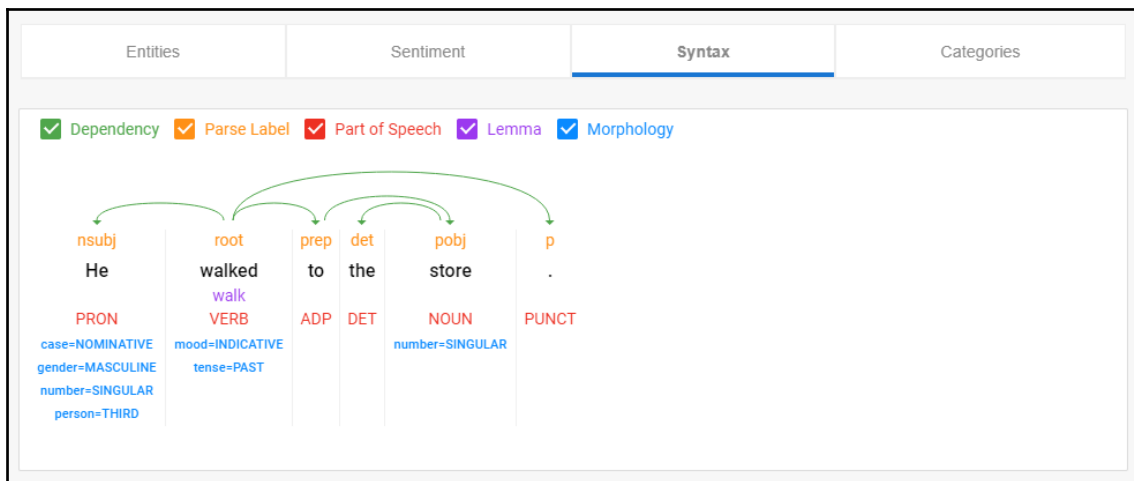 Entities Sentiment Syntax Categories
Dependency Parse Label Part of Speech Lemma Morphology
nsubj root prep det pobj p
He walked to the store .
walk
PRON VERB ADP DET NOUN PUNCT
case=NOMINATIVE mood=INDICATIVE number=SINGULAR
gender=MASCULINE tense=PAST
number=SINGULAR
person=THIRD